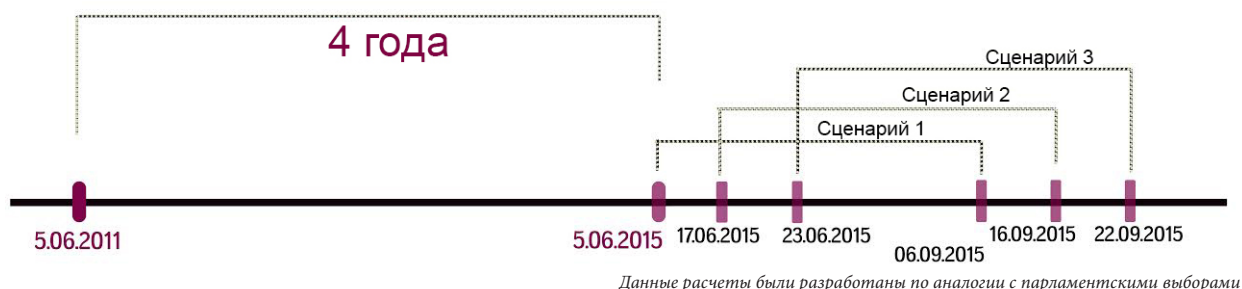 4 года
Сценарий 3
Сценарий 2
Сценарий 1
5.06.2011
5.06.2015
17.06.2015
23.06.2015
06.09.2015
16.09.2015
22.09.2015
Данные расчеты были разработаны по аналогии с парламентскими выборами